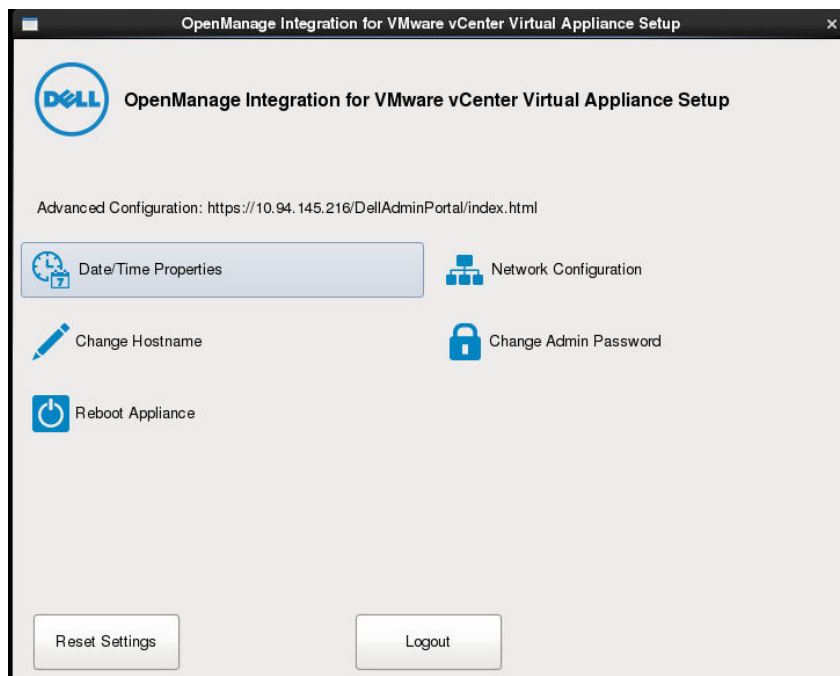 OpenManage Integration for VMware vCenter Virtual Appliance Setup
DELL
OpenManage Integration for VMware vCenter Virtual Appliance Setup
Advanced Configuration: https://10.94.145.216/DellAdminPortal/index.html
7
Date/Time Properties
Network Configuration
Change Hostname
Change Admin Password
Reboot Appliance
Reset Settings
Logout